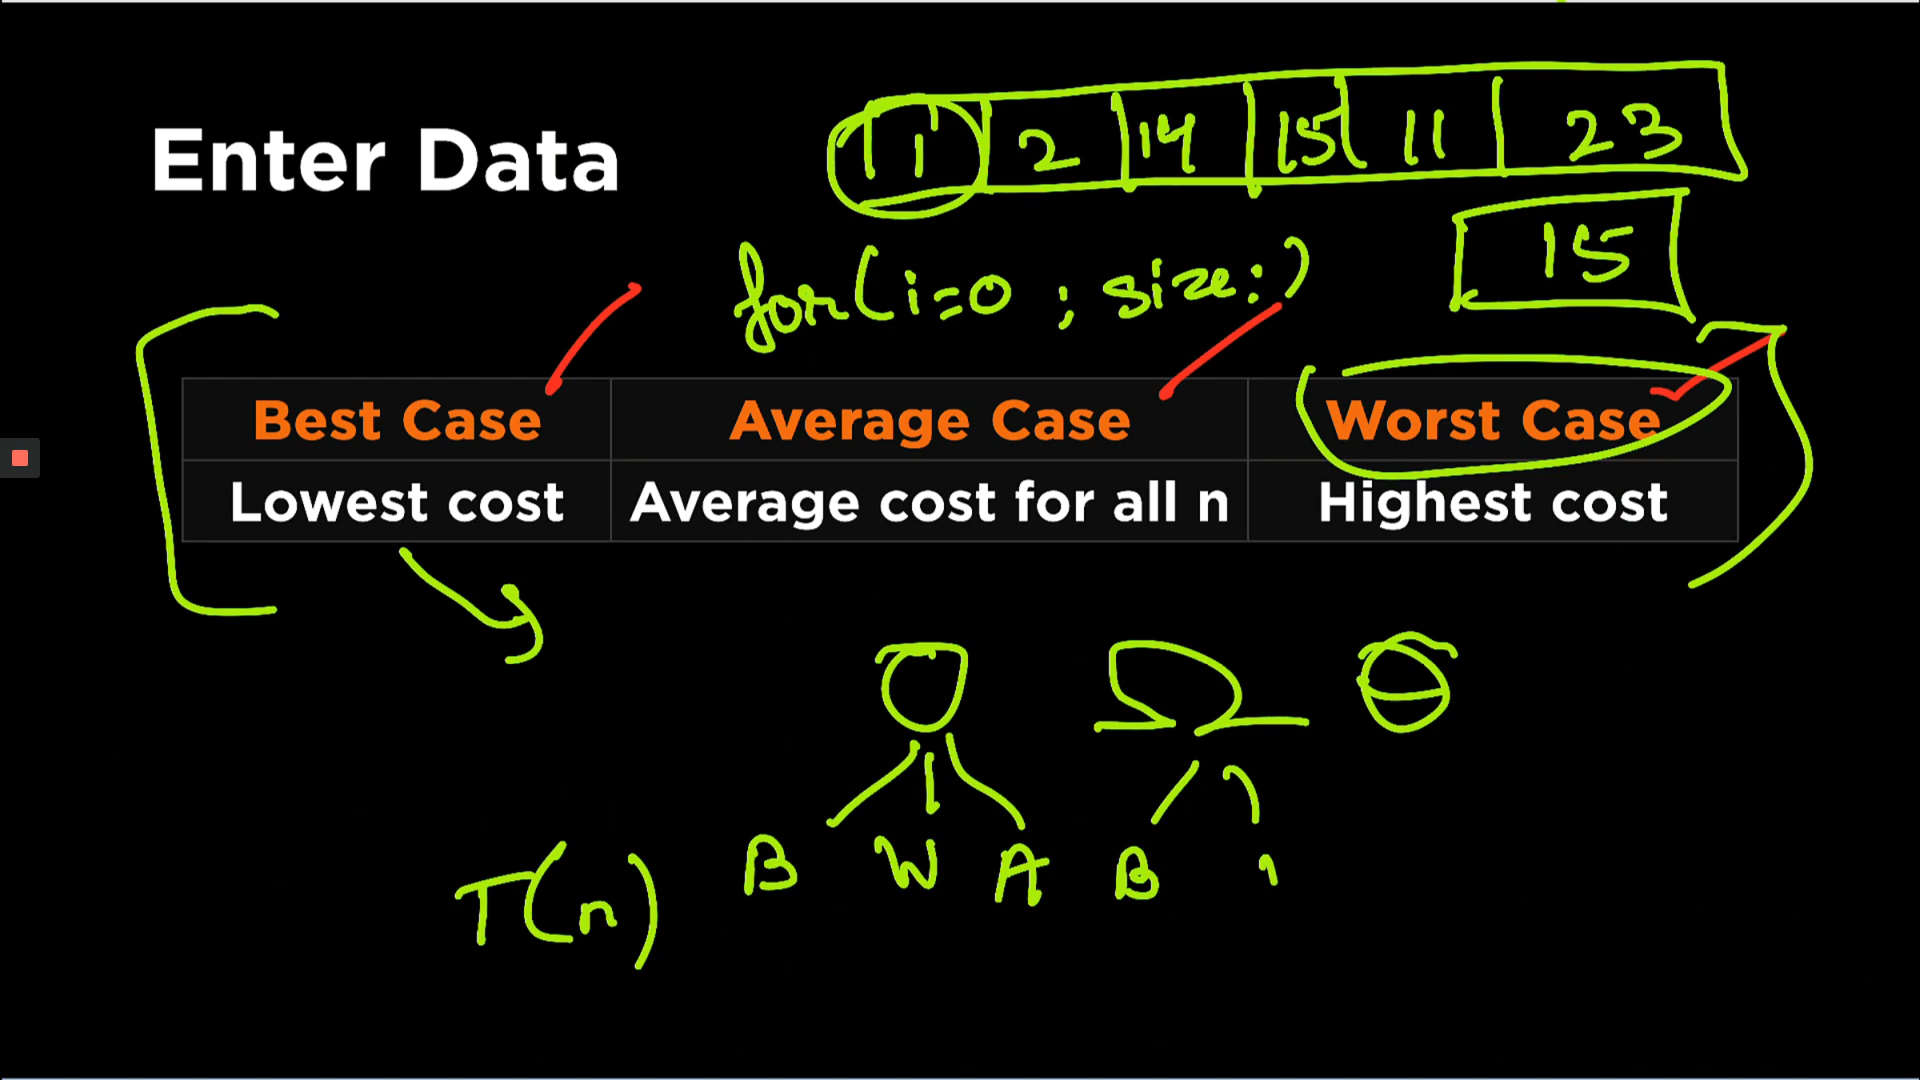 Enter Data
1 2 14 15 11 23
15
for(i=0 ; size;)
Best Case Average Case Worst Case
Lowest cost Average cost for all n Highest cost
O Ω Θ
B W A B
T(n)